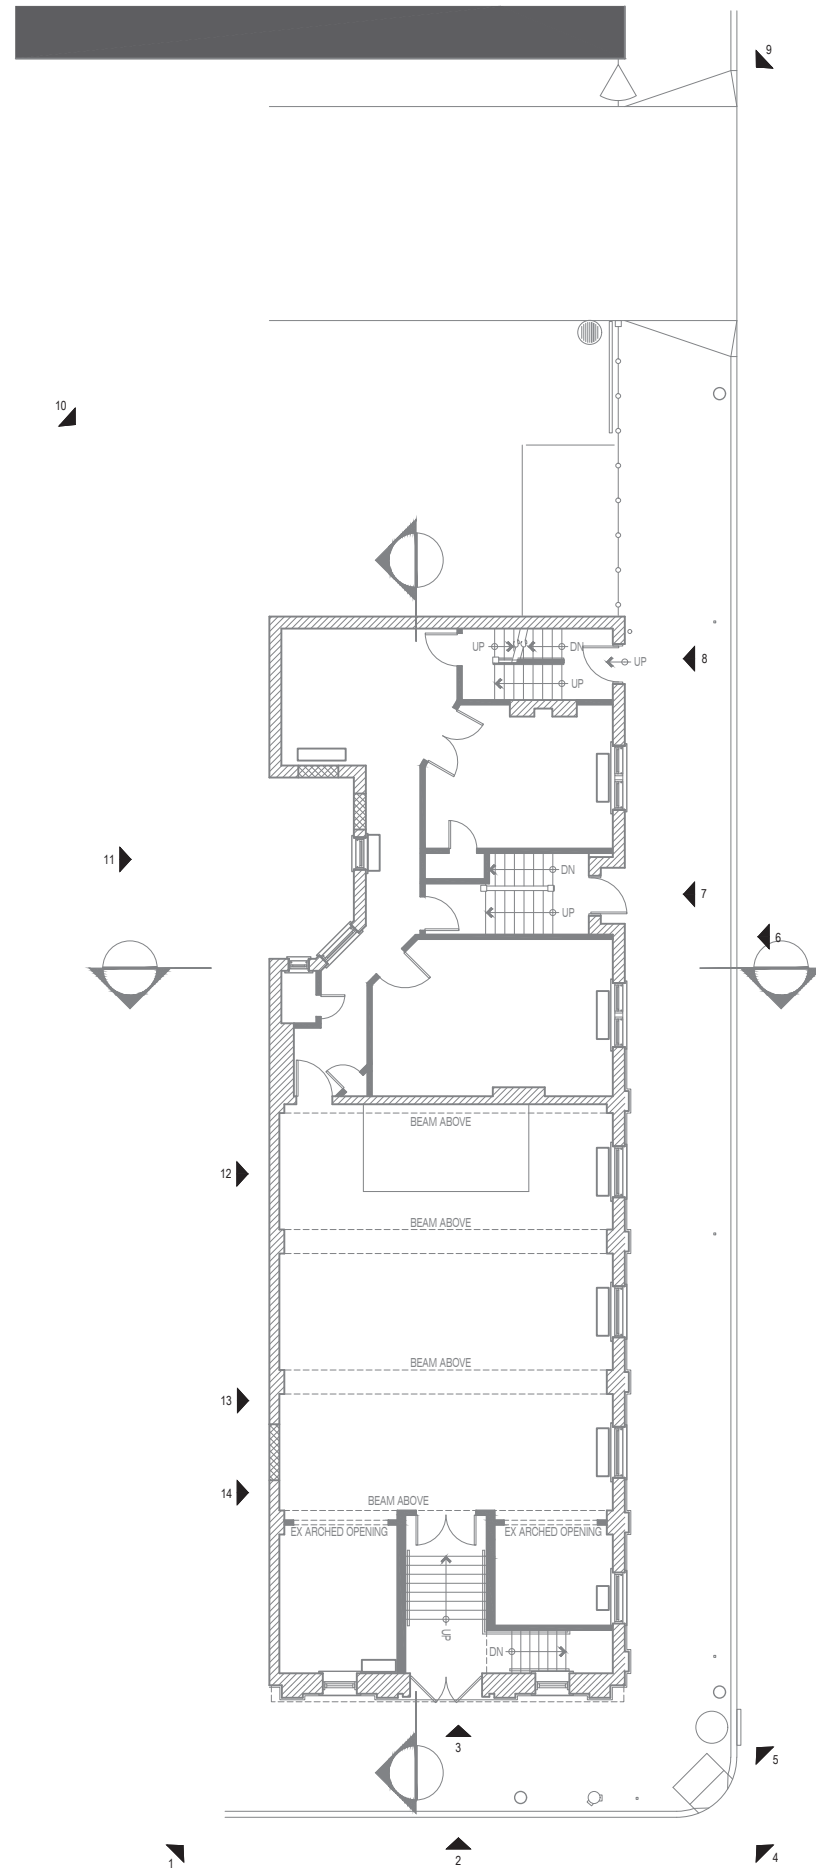 9
10
UP
DN
UP
UP
8
11
DN
UP
7
6
BEAM ABOVE
12
BEAM ABOVE
BEAM ABOVE
13
14
BEAM ABOVE
EX ARCHED OPENING
EX ARCHED OPENING
UP
DN
3
5
1
2
4